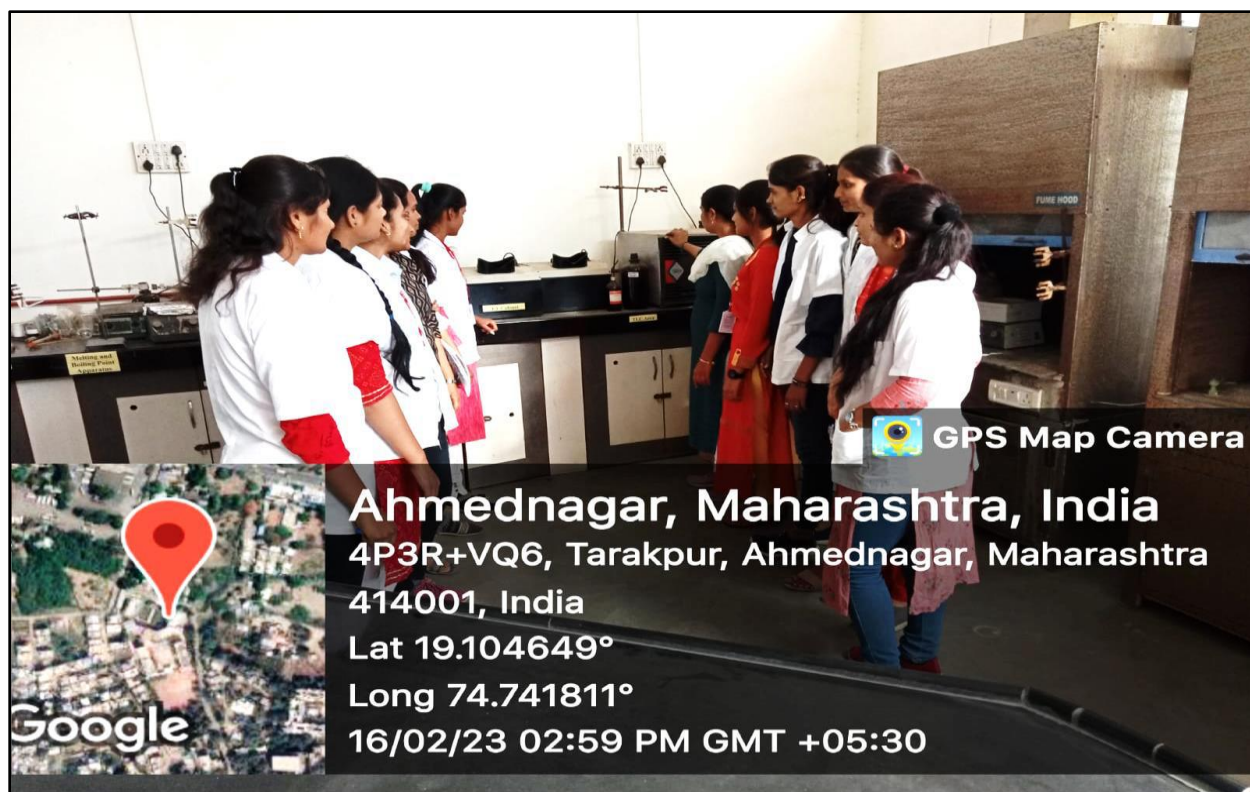 FUME HOOD
Melting and
Boiling Point
Apparatus
GPS Map Camera
Ahmednagar, Maharashtra, India
4P3R+VQ6, Tarakpur, Ahmednagar, Maharashtra
414001, India
Lat 19.104649°
Long 74.741811°
16/02/23 02:59 PM GMT +05:30
Google